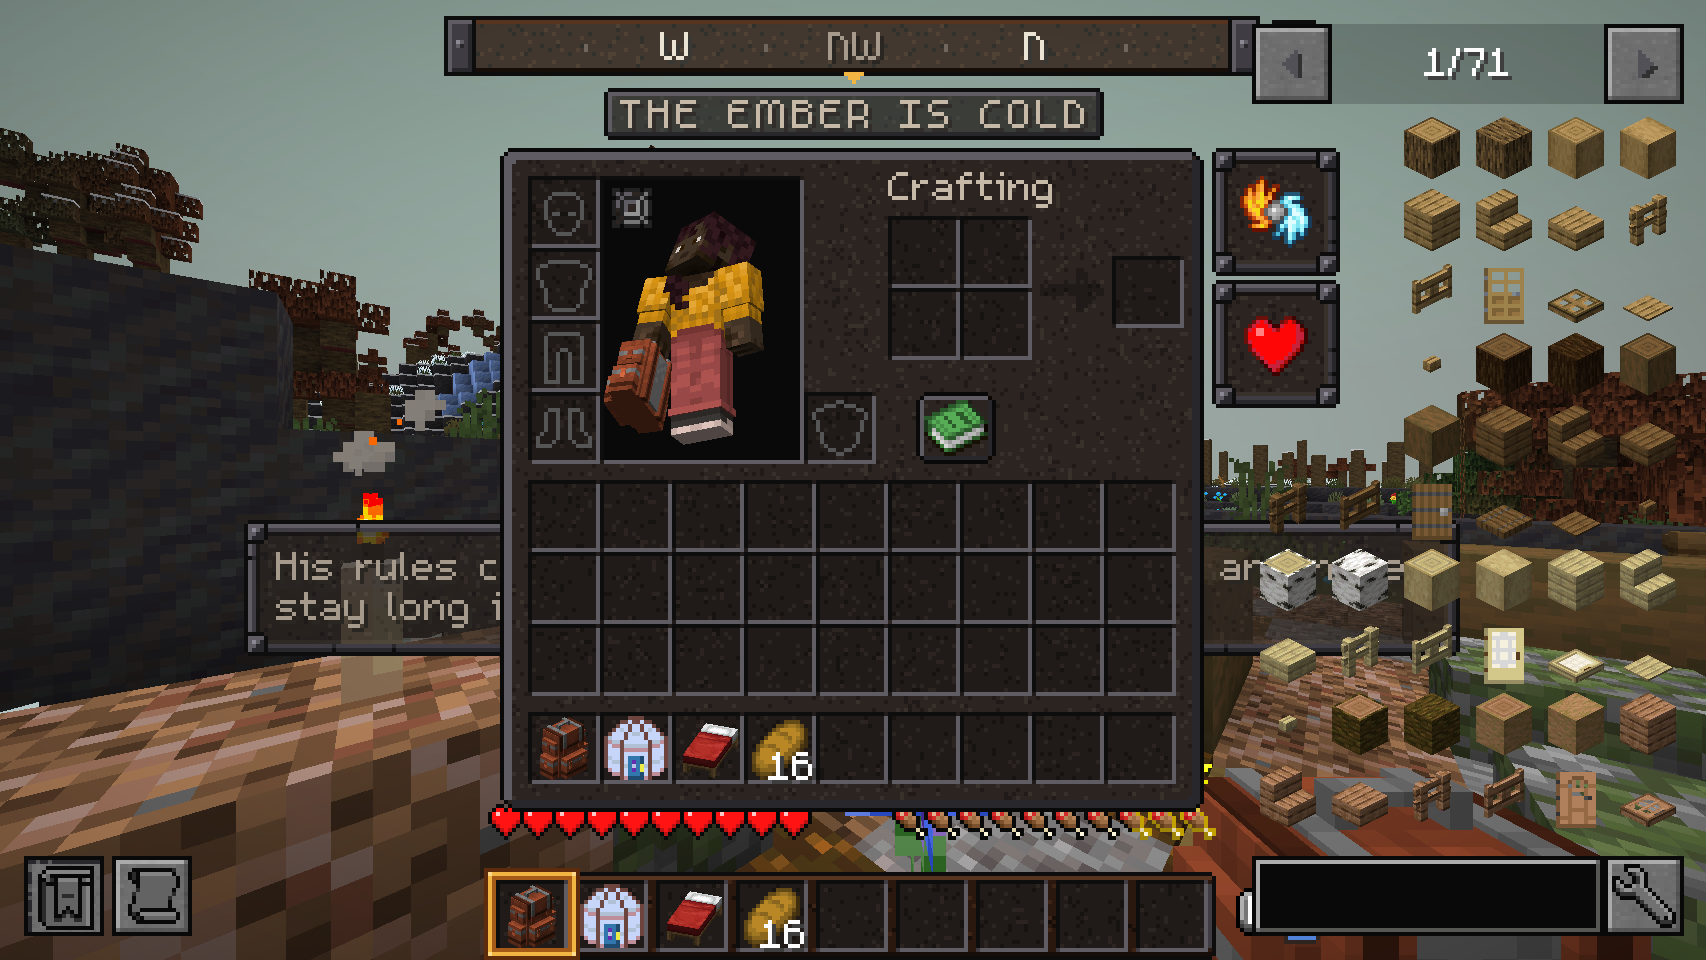 W NW N
1/71
THE EMBER IS COLD
Crafting
His rules
stay long
16
16